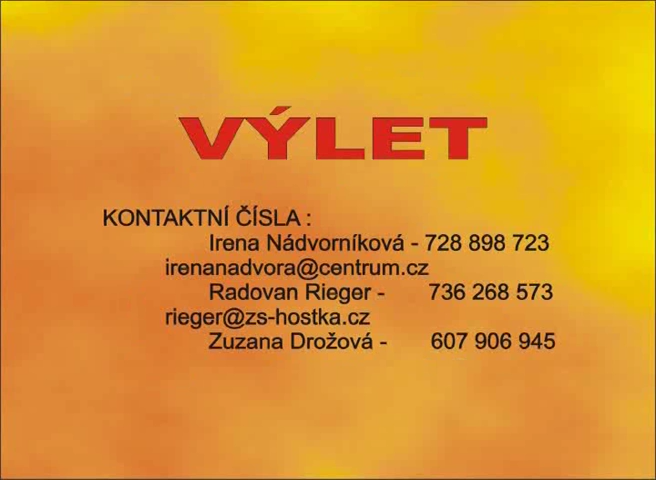 VÝLET
KONTAKTNÍ ČÍSLA :
Irena Nádvorníková - 728 898 723
irenanadvora@centrum.cz
Radovan Rieger - 736 268 573
rieger@zs-hostka.cz
Zuzana Drožová - 607 906 945